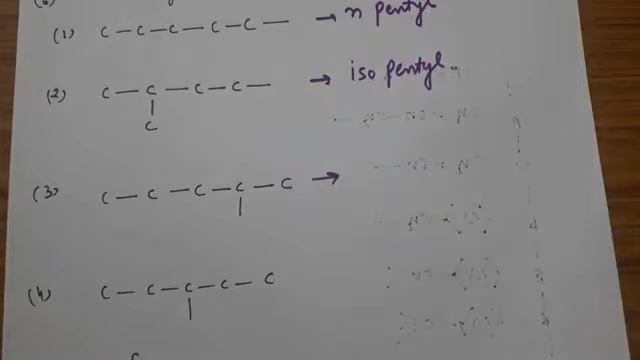 (1) C — C — C — C — C — → n pentyl
(2) C — C — C — C — → iso pentyl
|
C
(3) C — C — C — C — C →
|
(4) C — C — C — C — C
|
C